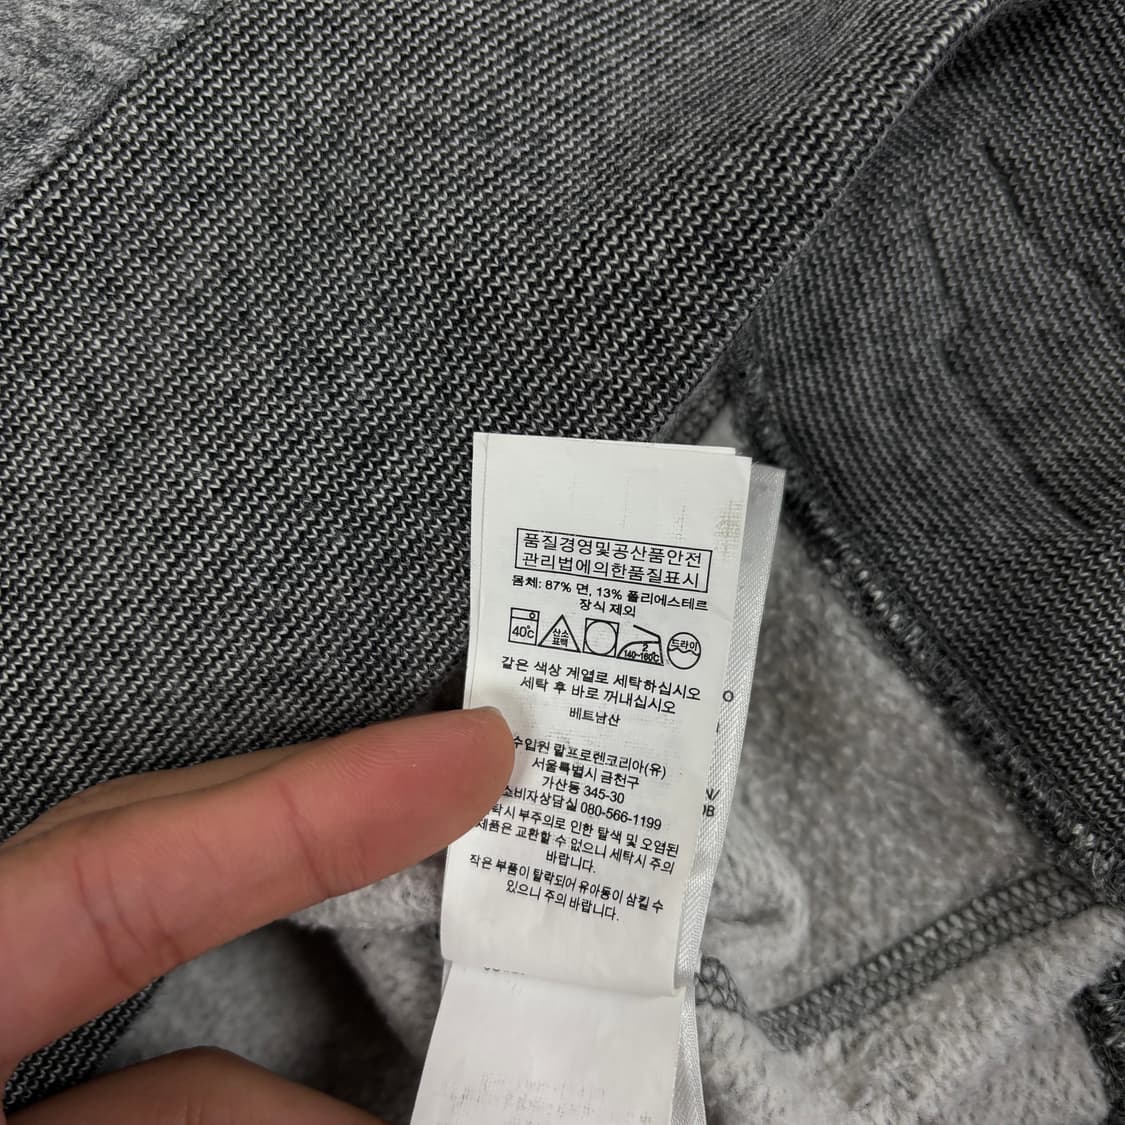 품질경영및공산품안전
관리법에의한품질표시
몸체: 87% 면, 13% 폴리에스테르
장식 제외
40°c
산소
표백
2
140~160°C
드라이
같은 색상 계열로 세탁하십시오
세탁 후 바로 꺼내십시오
베트남산
수입원 랄프로렌코리아(유)
서울특별시 금천구
가산동 345-30
소비자상담실 080-566-1199
시 부주의로 인한 탈색 및 오염된
제품은 교환할 수 없으니 세탁시 주의
바랍니다.
작은 부품이 탈락되어 유아동이 삼킬 수
있으니 주의 바랍니다.